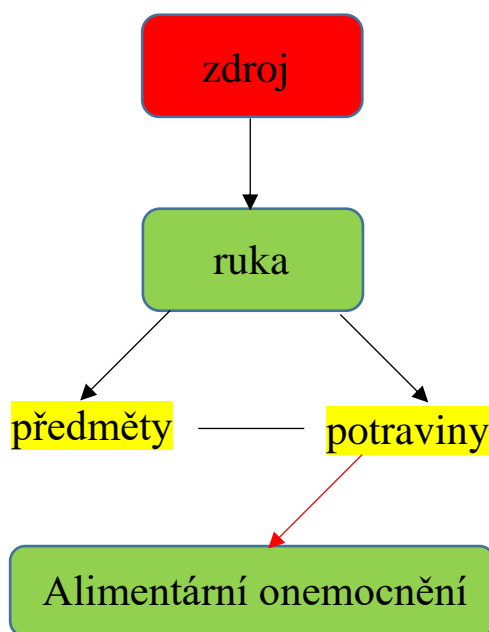 zdroj
ruka
předměty
potraviny
Alimentární onemocnění